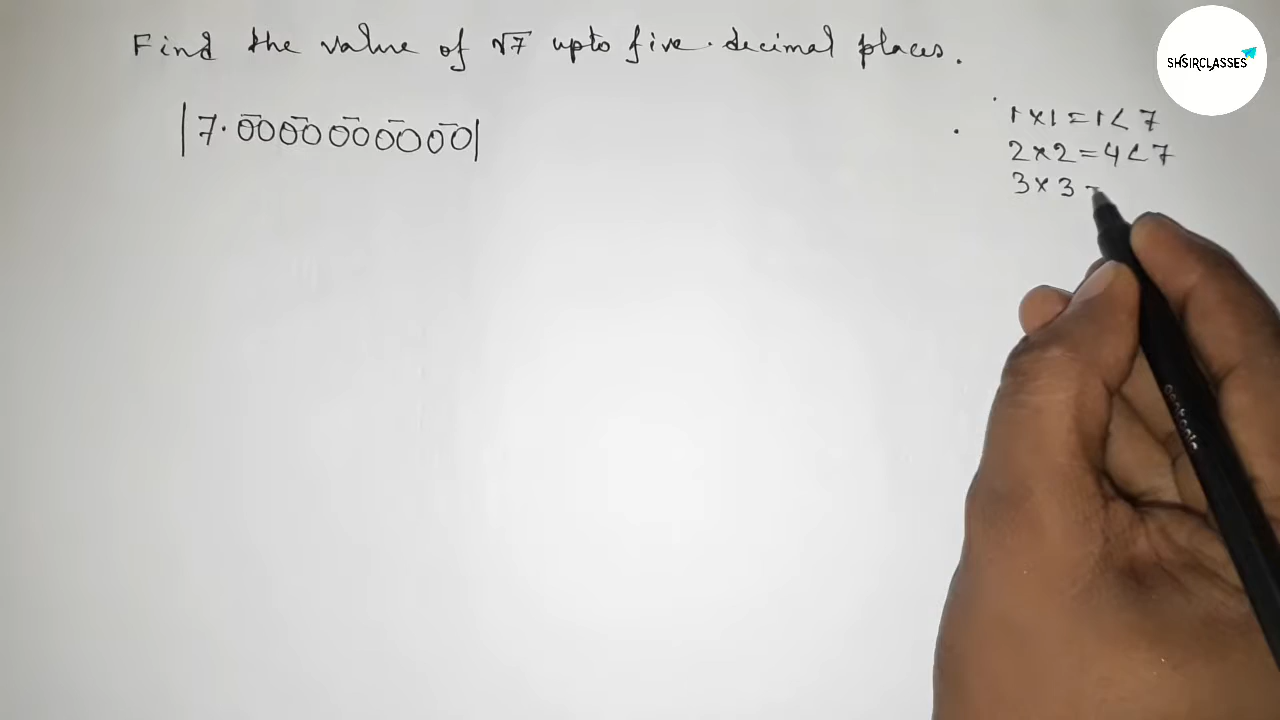 Find the value of √7 upto five decimal places.
SHSIRCLASSES
|7.00 00 00 00 00|
1×1=1<7
2×2=4<7
3×3=